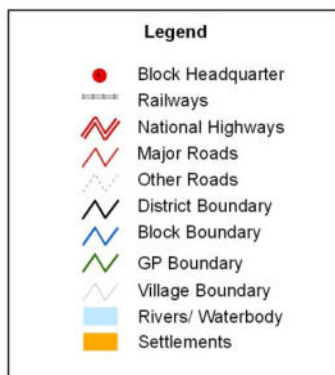 Legend
Block Headquarter
Railways
National Highways
Major Roads
Other Roads
District Boundary
Block Boundary
GP Boundary
Village Boundary
Rivers/ Waterbody
Settlements